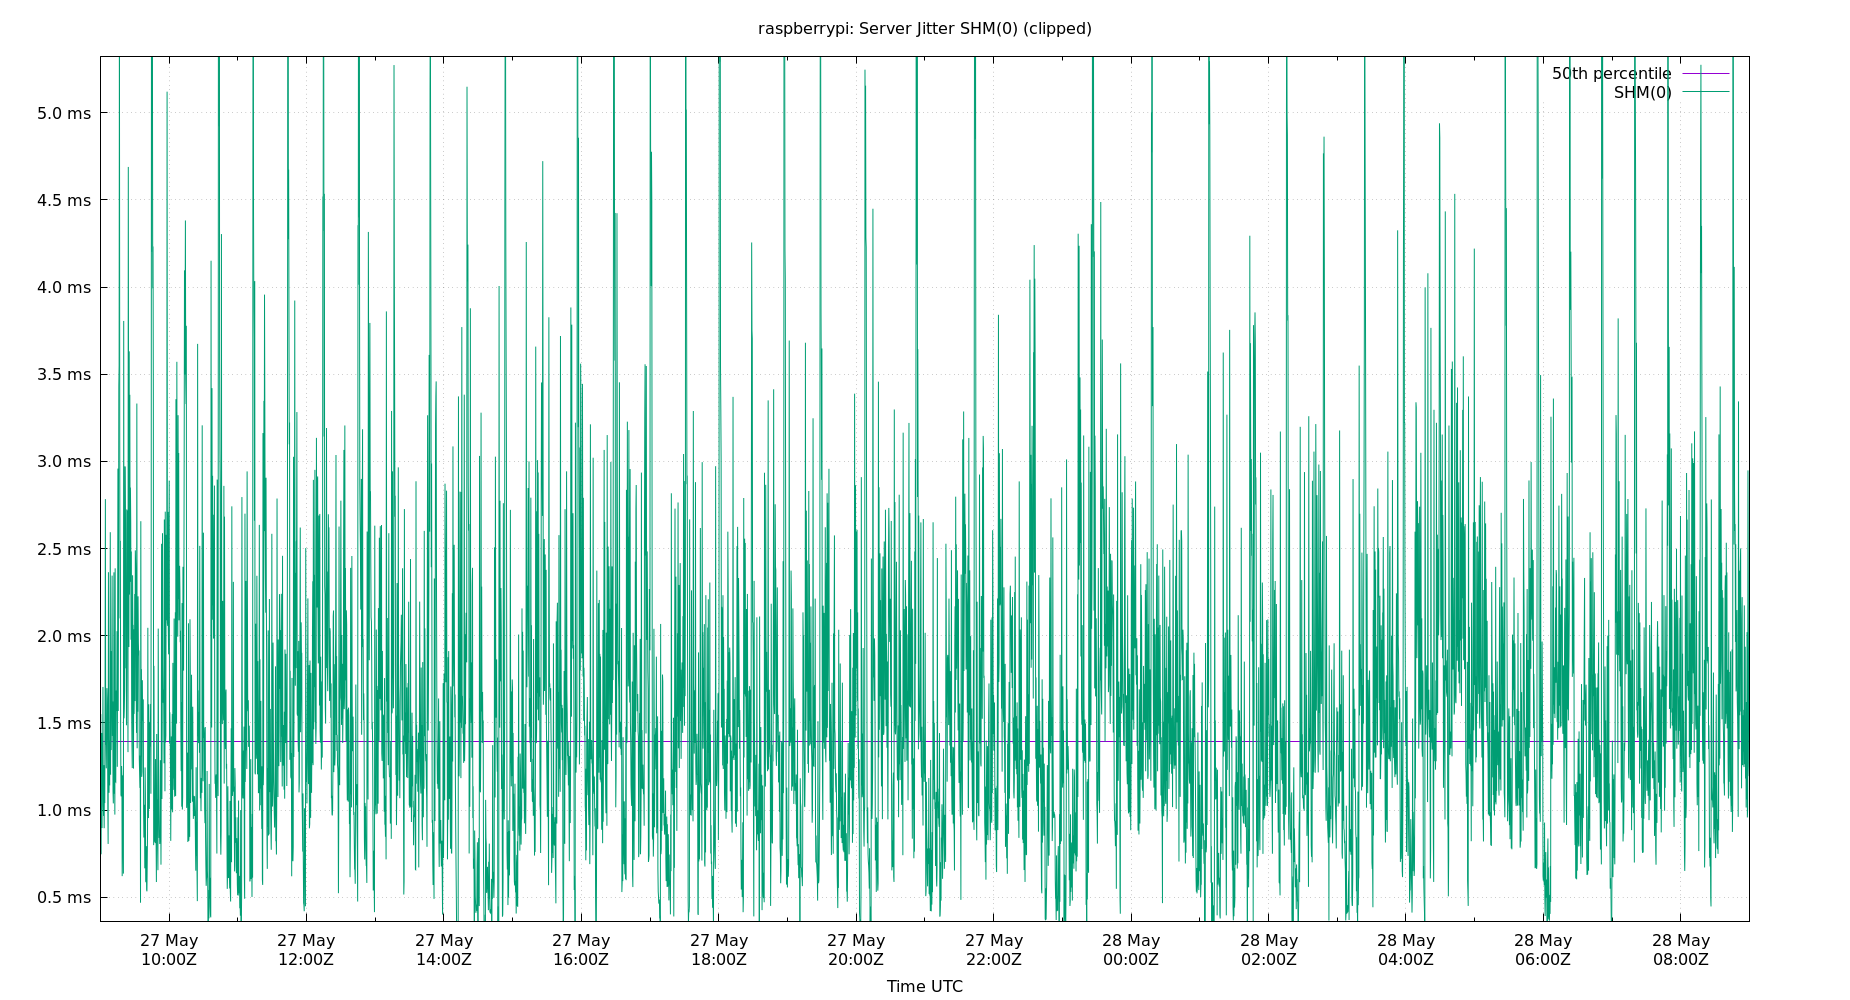 raspberrypi: Server Jitter SHM(0) (clipped)
50th percentile
SHM(0)
5.0 ms
4.5 ms
4.0 ms
3.5 ms
3.0 ms
2.5 ms
2.0 ms
1.5 ms
1.0 ms
0.5 ms
27 May 27 May 27 May 27 May 27 May 27 May 27 May 28 May 28 May 28 May 28 May 28 May
10:00Z 12:00Z 14:00Z 16:00Z 18:00Z 20:00Z 22:00Z 00:00Z 02:00Z 04:00Z 06:00Z 08:00Z
Time UTC